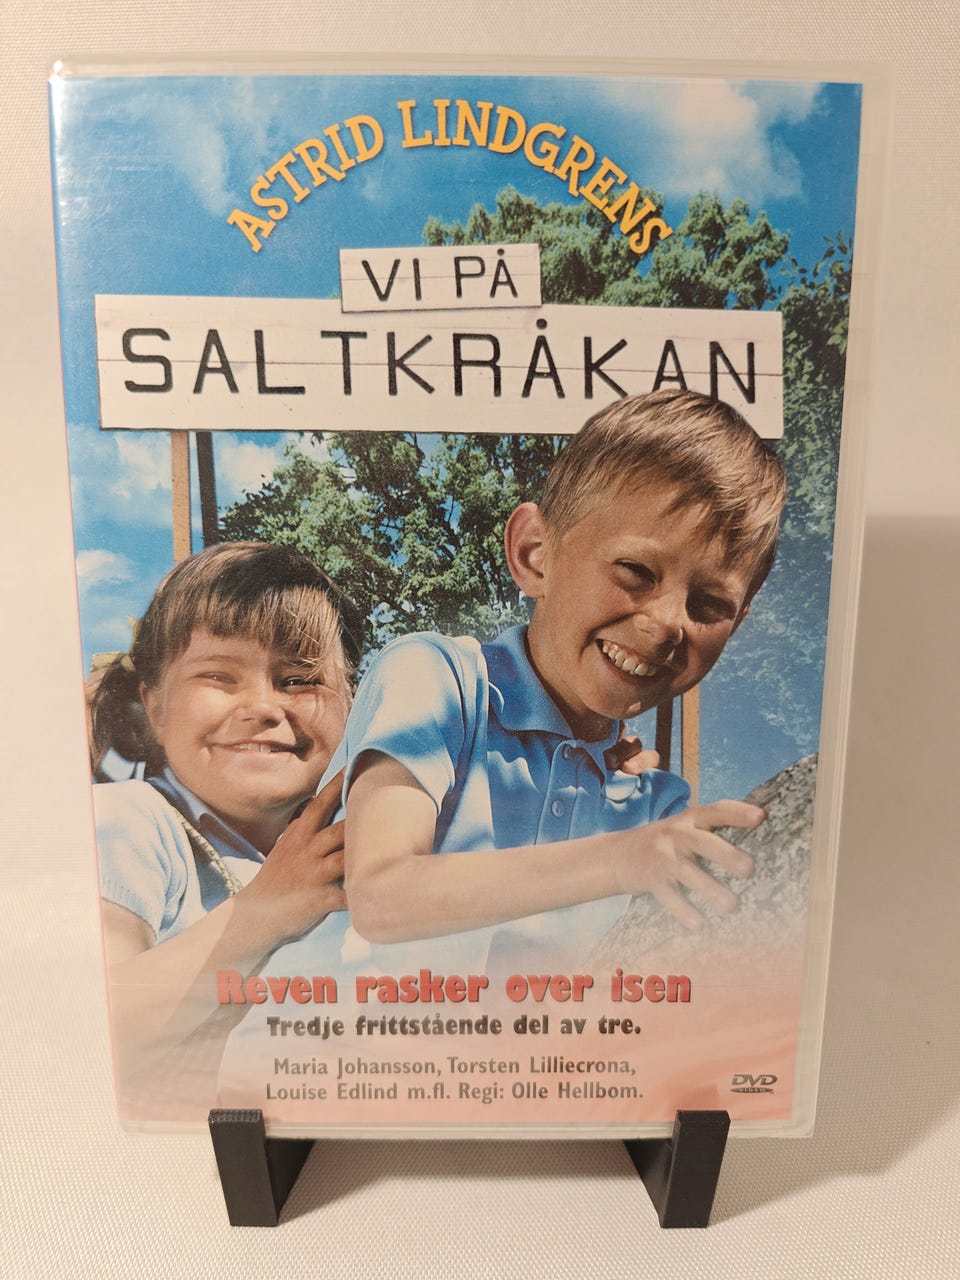 ASTRID LINDGRENS
VI PÅ
SALTKRÅKAN
Reven rasker over isen
Tredje frittstående del av tre.
Maria Johansson, Torsten Lilliecrona,
Louise Edlind m.fl. Regi: Olle Hellbom.
DVD
VIDEO